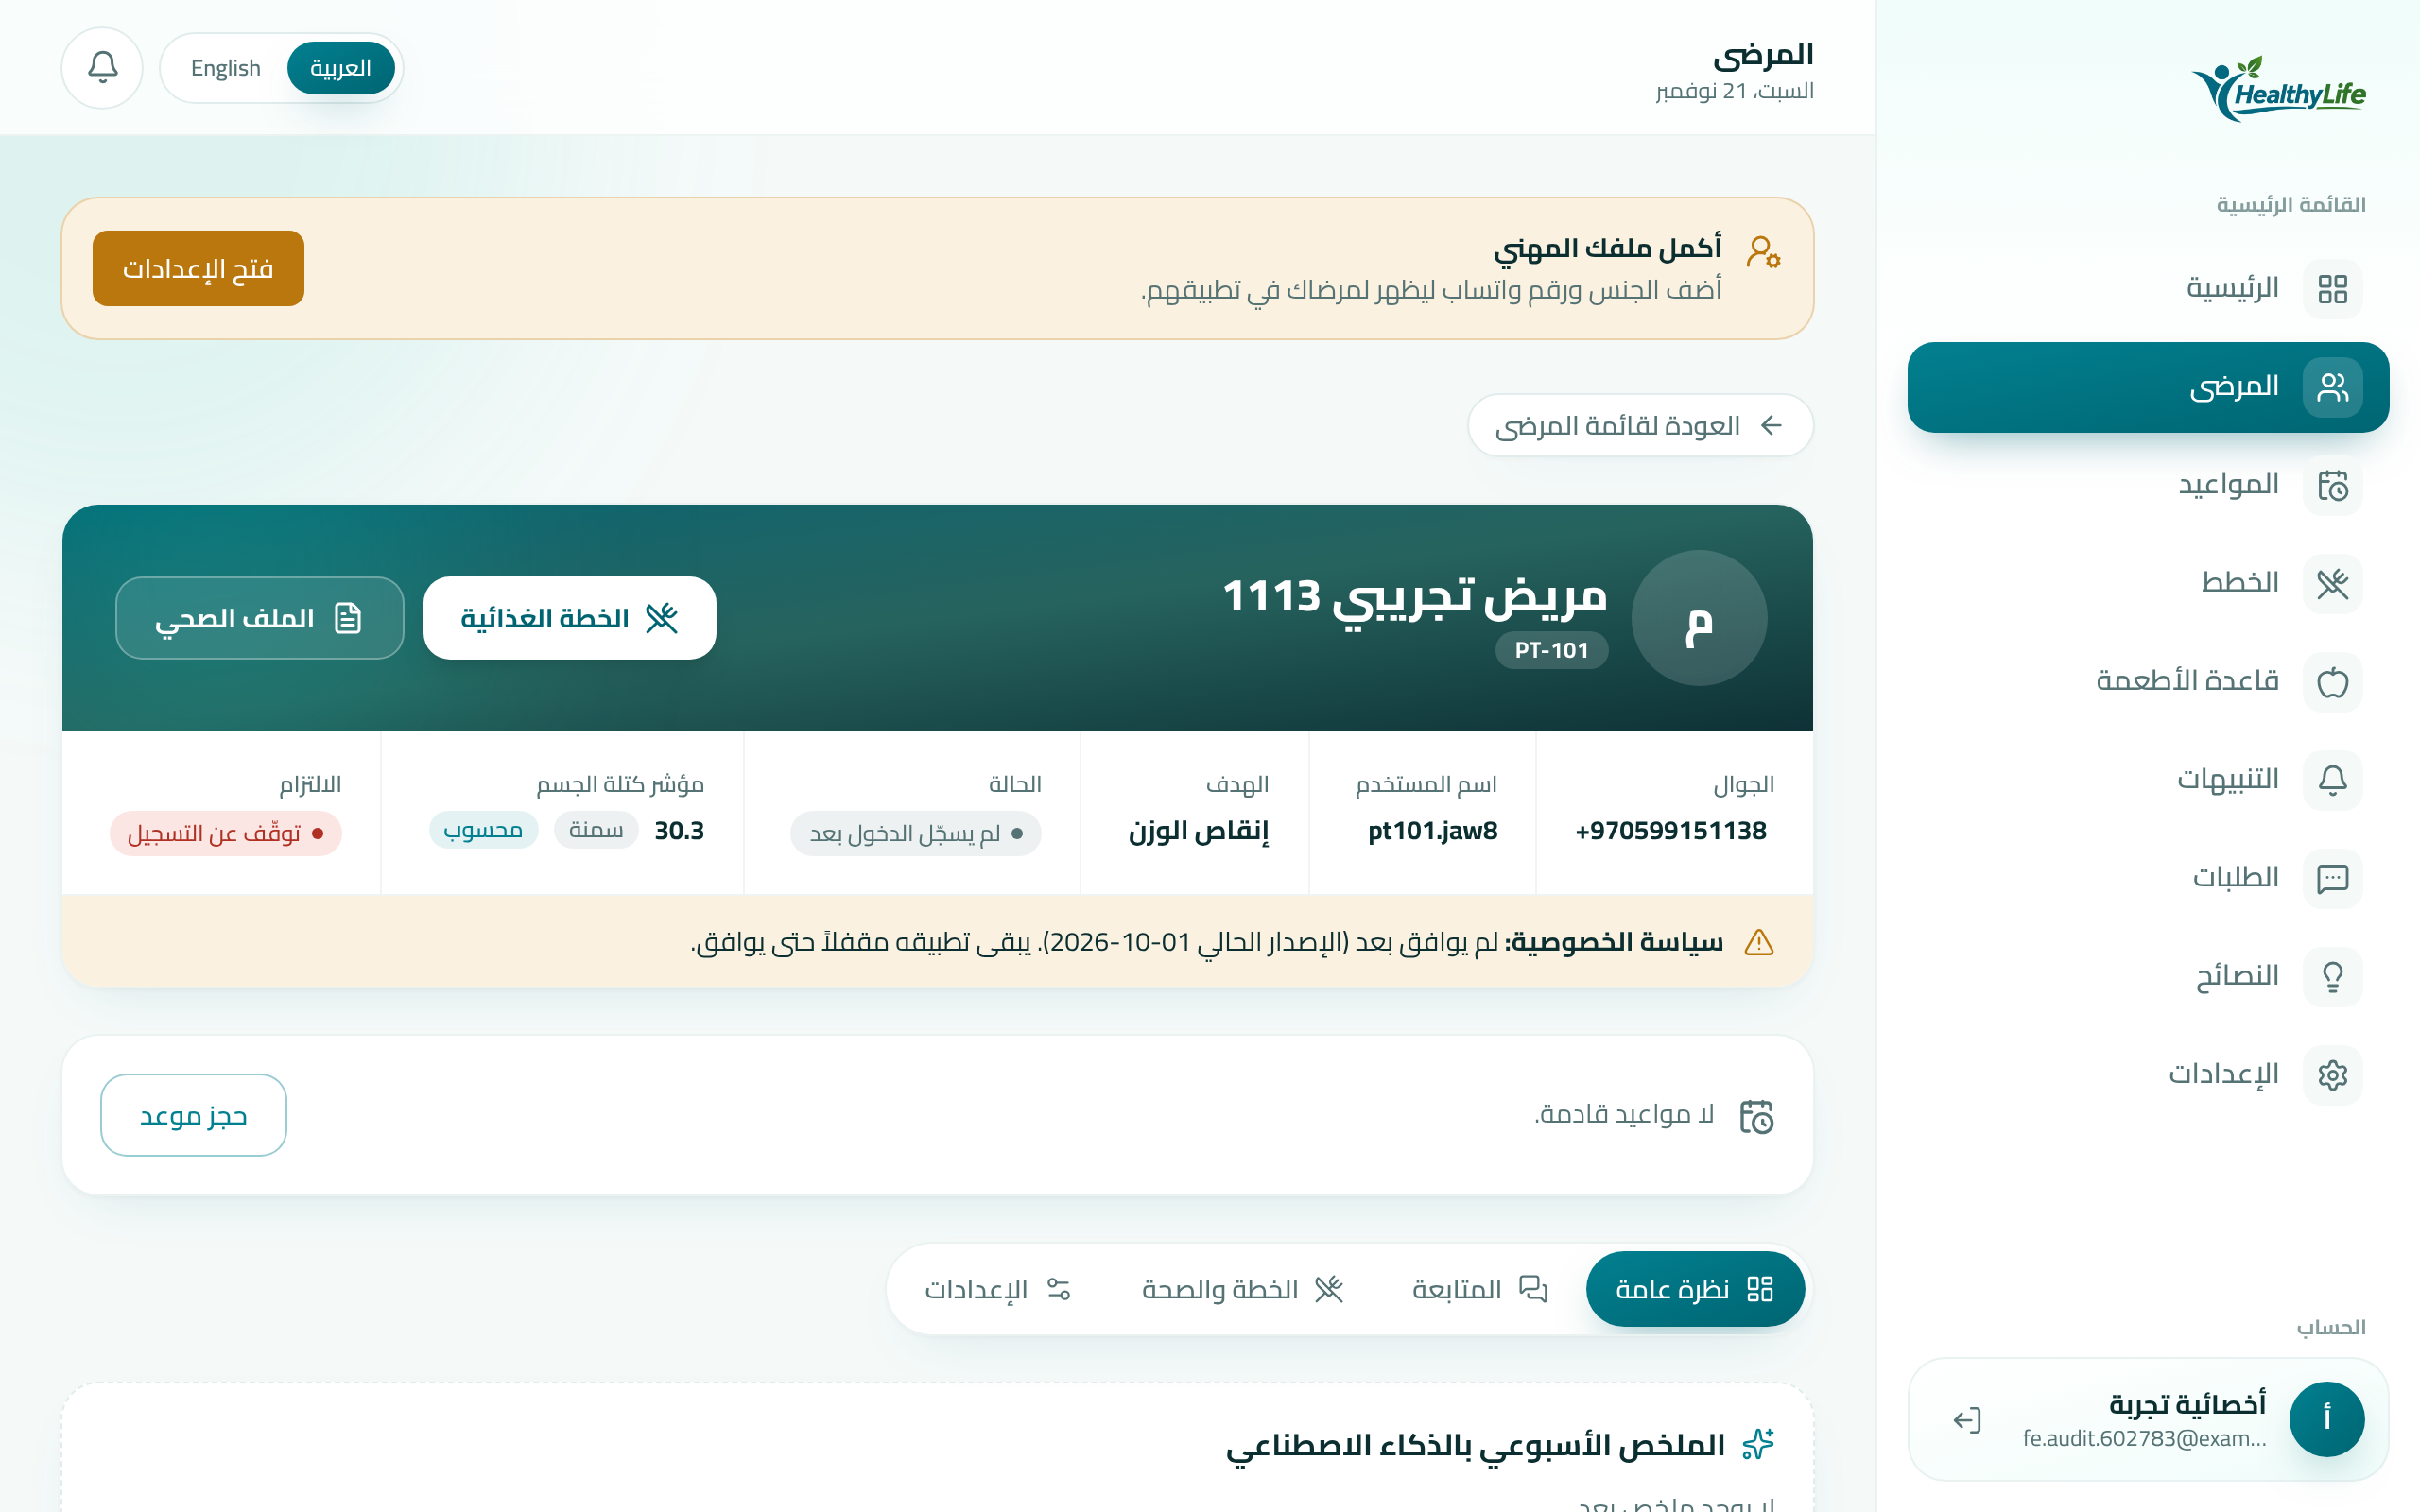 HealthyLife
القائمة الرئيسية
الرئيسية
المرضى
المواعيد
الخطط
قاعدة الأطعمة
التنبيهات
الطلبات
النصائح
الإعدادات
الحساب
أ
أخصائية تجربة
fe.audit.602783@exam...
المرضى
السبت، 21 نوفمبر
العربية
English
أكمل ملفك المهني
أضف الجنس ورقم واتساب ليظهر لمرضاك في تطبيقهم.
فتح الإعدادات
العودة لقائمة المرضى
م
مريض تجريبي 1113
PT-101
الخطة الغذائية
الملف الصحي
الجوال
+970599151138
اسم المستخدم
pt101.jaw8
الهدف
إنقاص الوزن
الحالة
لم يسجّل الدخول بعد
مؤشر كتلة الجسم
30.3 سمنة محسوب
الالتزام
توقّف عن التسجيل
سياسة الخصوصية: لم يوافق بعد (الإصدار الحالي 01-10-2026). يبقى تطبيقه مقفلاً حتى يوافق.
لا مواعيد قادمة.
حجز موعد
نظرة عامة
المتابعة
الخطة والصحة
الإعدادات
الملخص الأسبوعي بالذكاء الاصطناعي
لا يوجد ملخص بعد